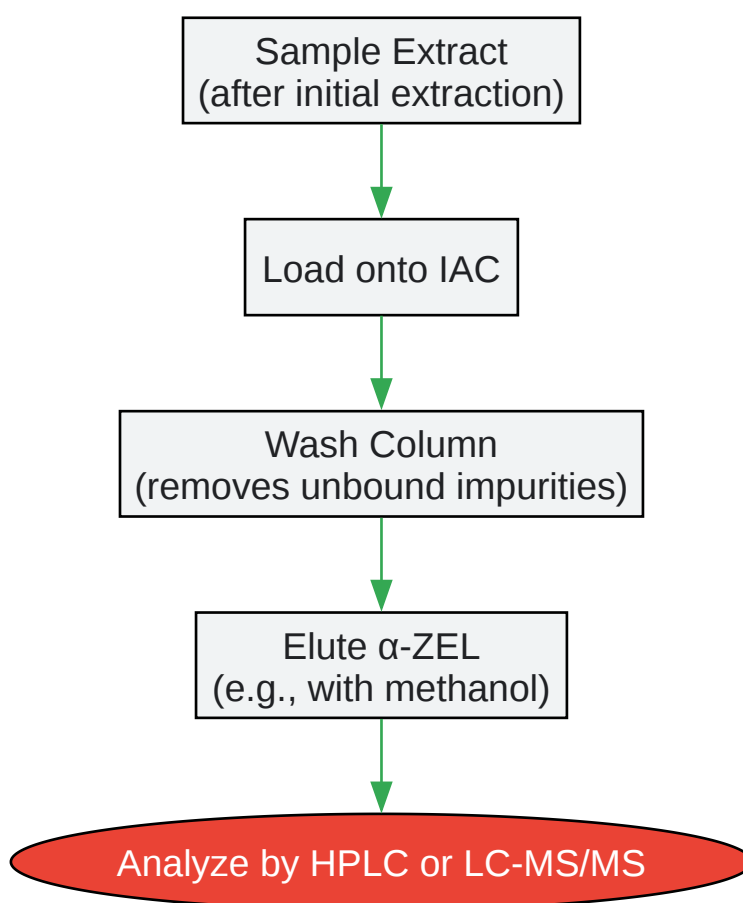 Sample Extract
(after initial extraction)
Load onto IAC
Wash Column
(removes unbound impurities)
Elute α-ZEL
(e.g., with methanol)
Analyze by HPLC or LC-MS/MS